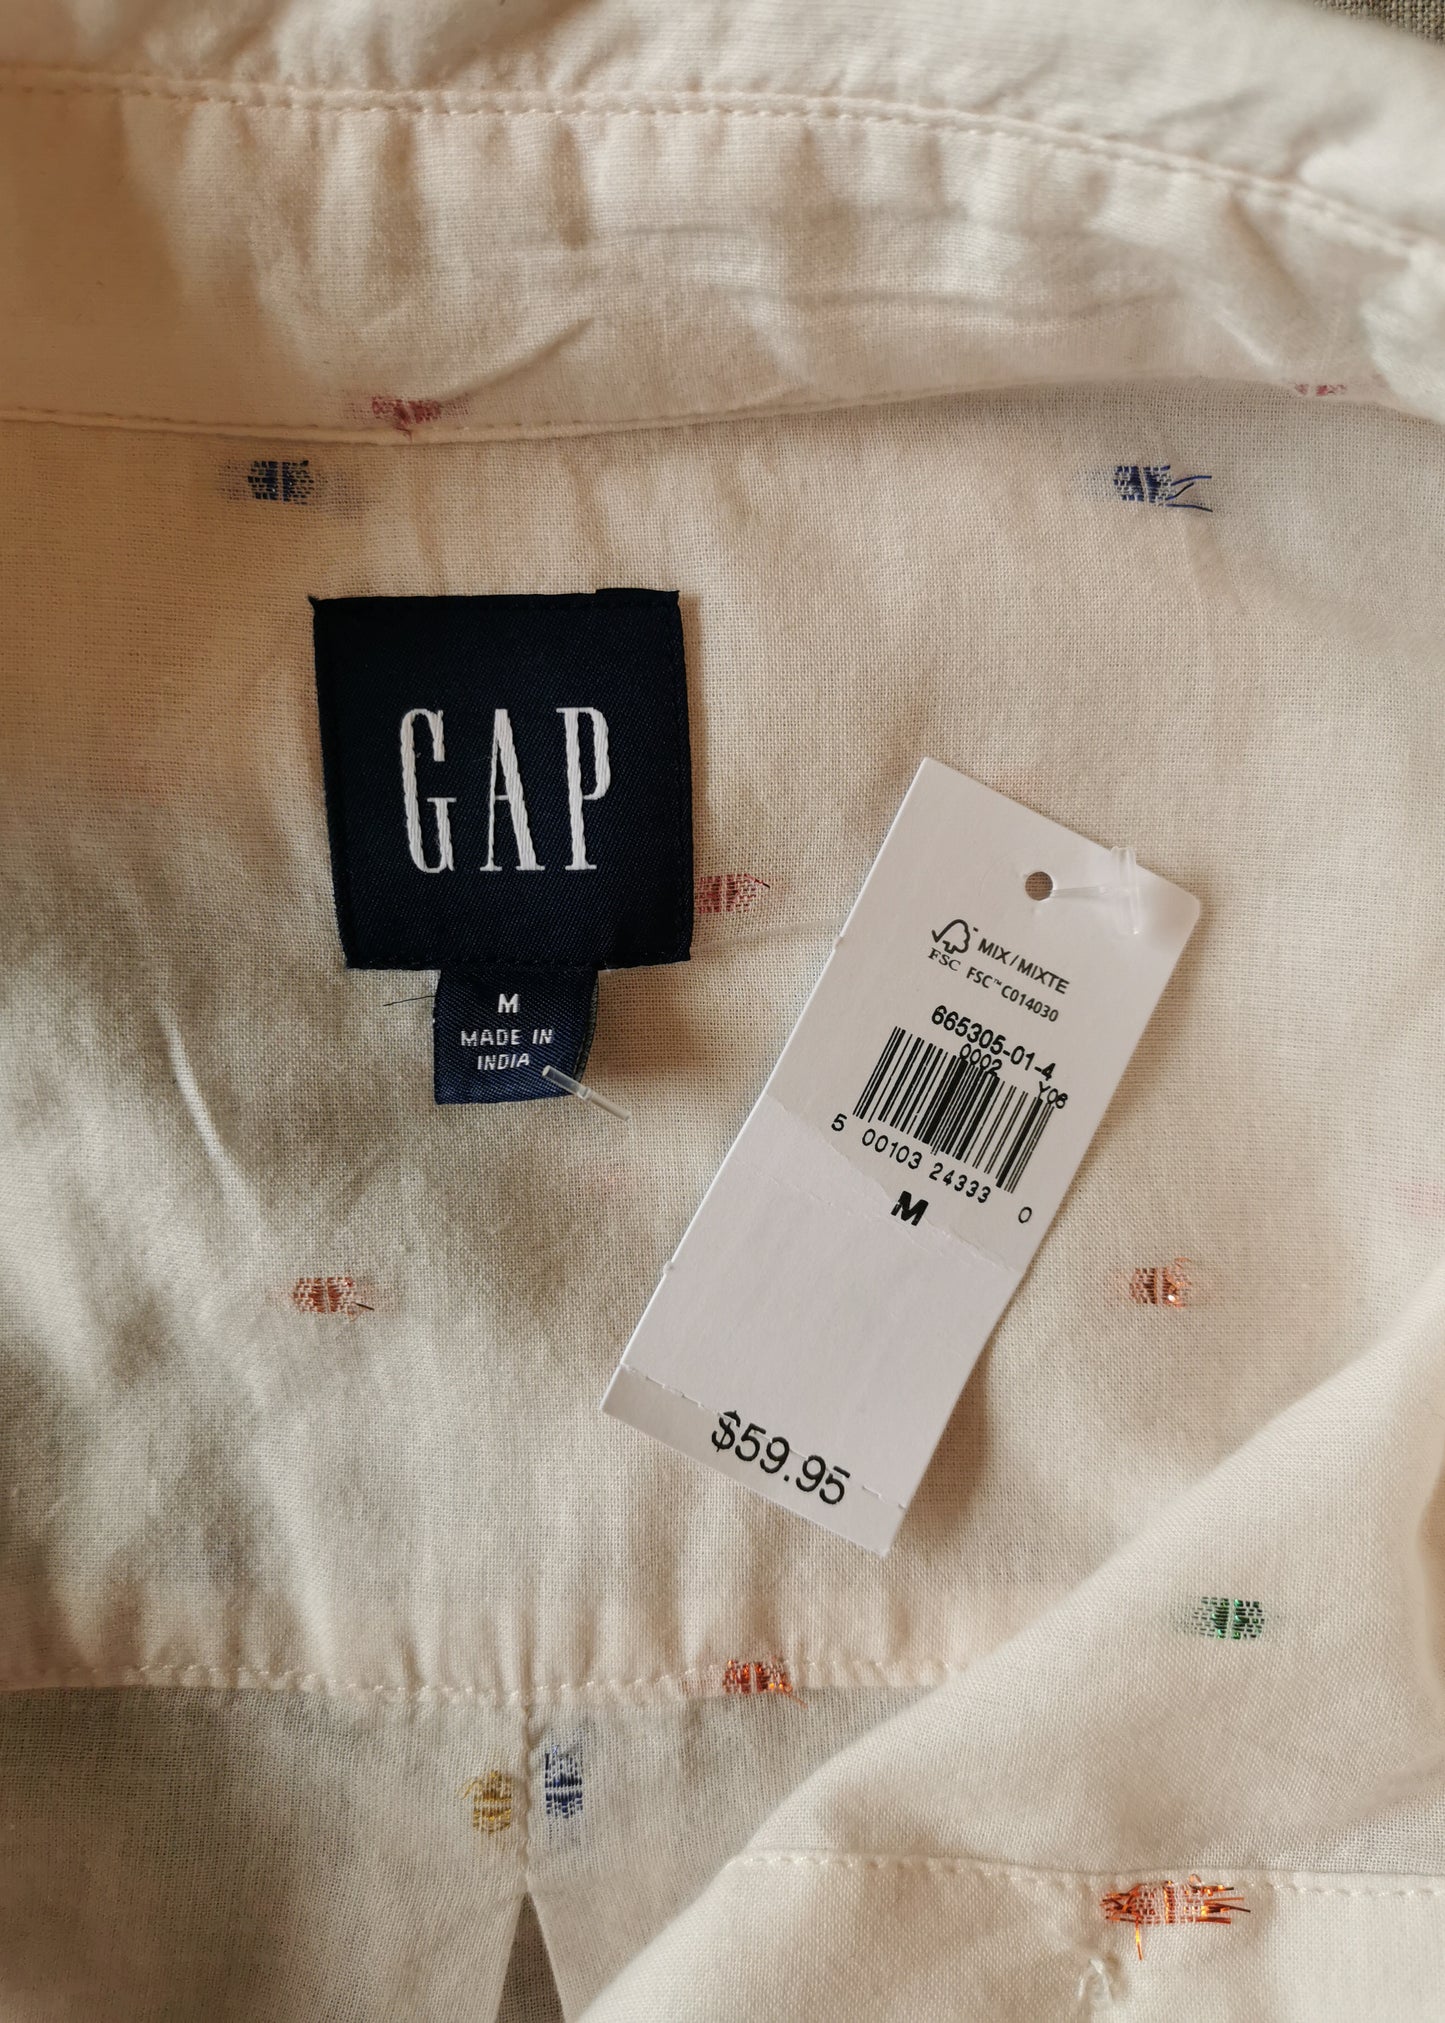 GAP
M
MADE IN
INDIA
MIX / MIXTE
FSC FSC™ C014030
665305-01-4
0002 Y06
5 00103 24333 0
M
$59.95